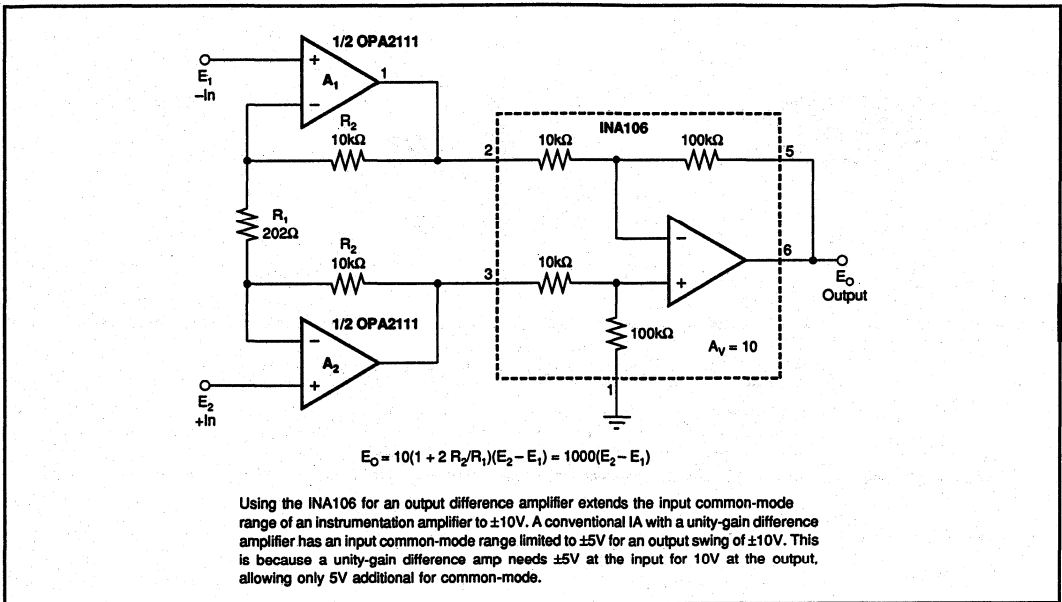 1/2 OPA2111
E₁
–In
+
A₁
–
1
R₂
10kΩ
INA106
2
10kΩ
100kΩ
5
R₁
202Ω
R₂
10kΩ
3
10kΩ
–
+
6
E_O
Output
1/2 OPA2111
–
A₂
+
100kΩ
A_V = 10
1
E₂
+In
E_O = 10(1 + 2 R₂/R₁)(E₂ – E₁) = 1000(E₂ – E₁)
Using the INA106 for an output difference amplifier extends the input common-mode
range of an instrumentation amplifier to ±10V. A conventional IA with a unity-gain difference
amplifier has an input common-mode range limited to ±5V for an output swing of ±10V. This
is because a unity-gain difference amp needs ±5V at the input for 10V at the output,
allowing only 5V additional for common-mode.